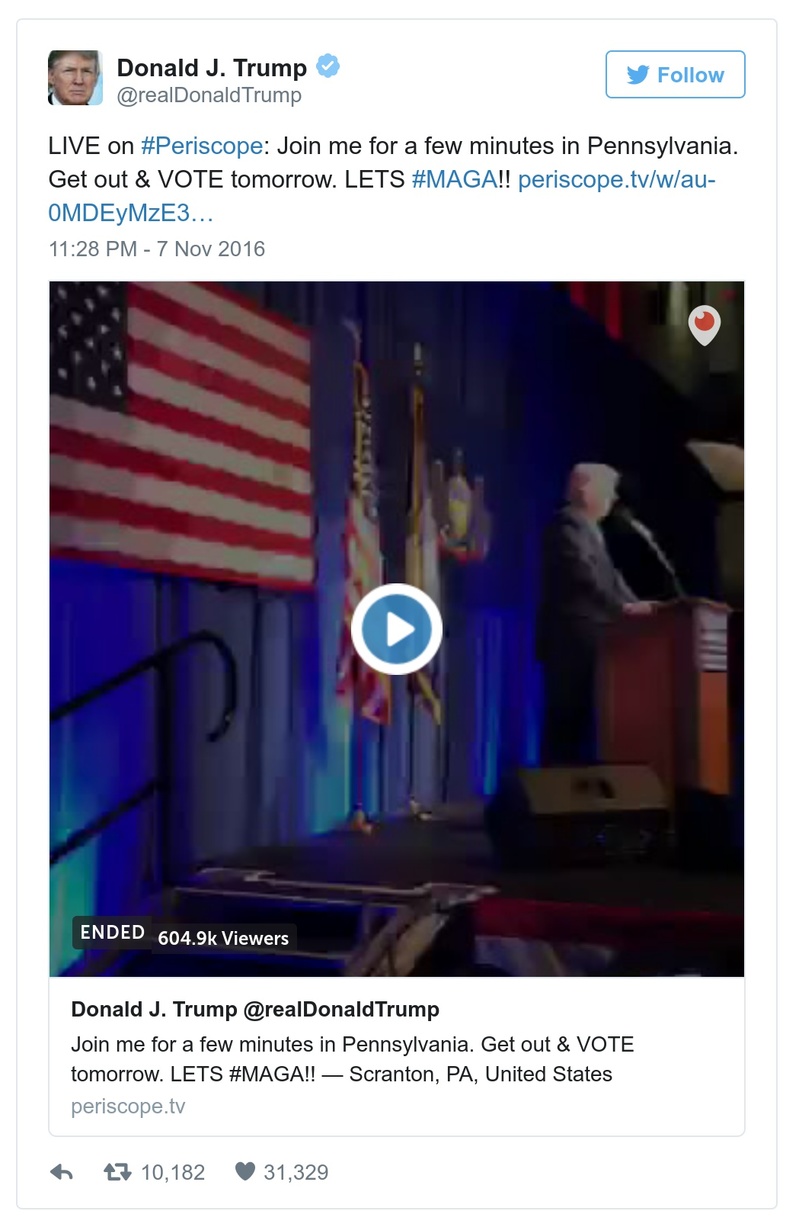 Donald J. Trump
@realDonaldTrump
Follow
LIVE on #Periscope: Join me for a few minutes in Pennsylvania.
Get out & VOTE tomorrow. LETS #MAGA!! periscope.tv/w/au-
0MDEyMzE3…
11:28 PM - 7 Nov 2016
ENDED 604.9k Viewers
Donald J. Trump @realDonaldTrump
Join me for a few minutes in Pennsylvania. Get out & VOTE
tomorrow. LETS #MAGA!! — Scranton, PA, United States
periscope.tv
10,182 31,329